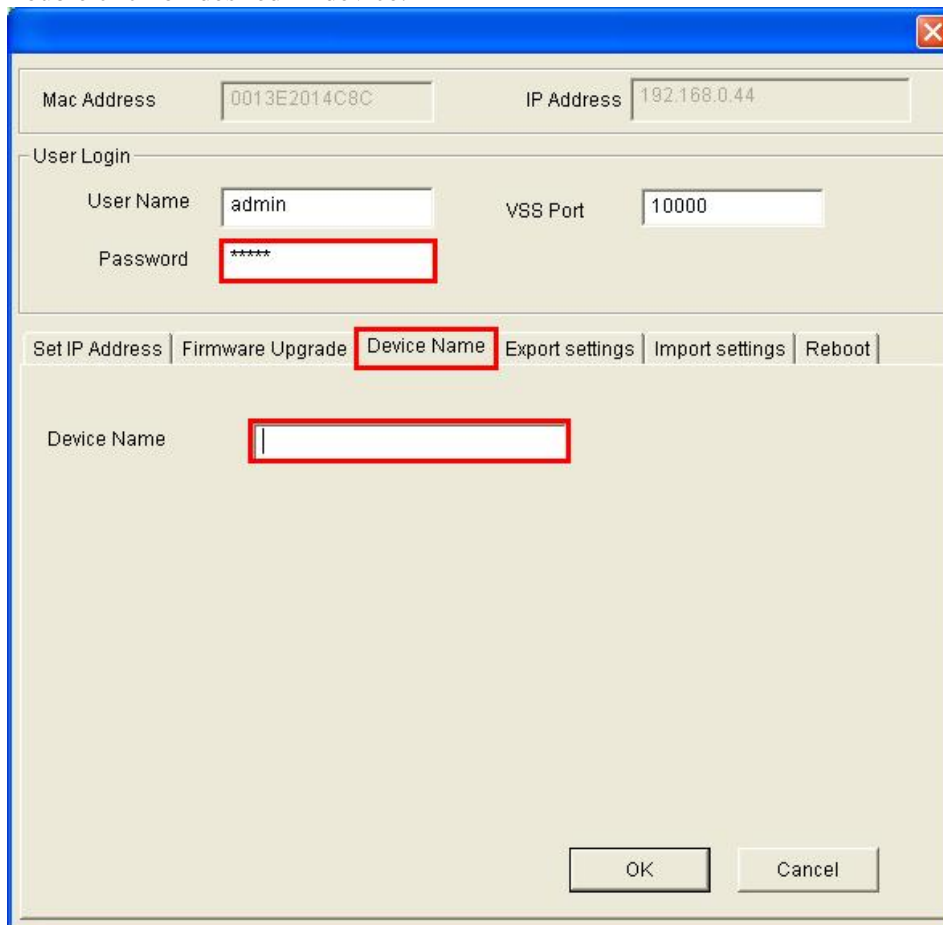 Mac Address 0013E2014C8C IP Address 192.168.0.44
User Login
User Name admin VSS Port 10000
Password *****
Set IP Address Firmware Upgrade Device Name Export settings Import settings Reboot
Device Name
OK Cancel